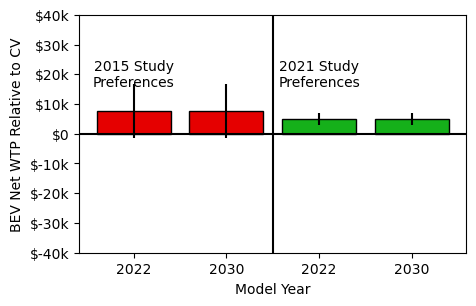 $40k
$30k
$20k
$10k
$0
$-10k
$-20k
$-30k
$-40k
BEV Net WTP Relative to CV
2015 Study
Preferences
2021 Study
Preferences
2022
2030
2022
2030
Model Year